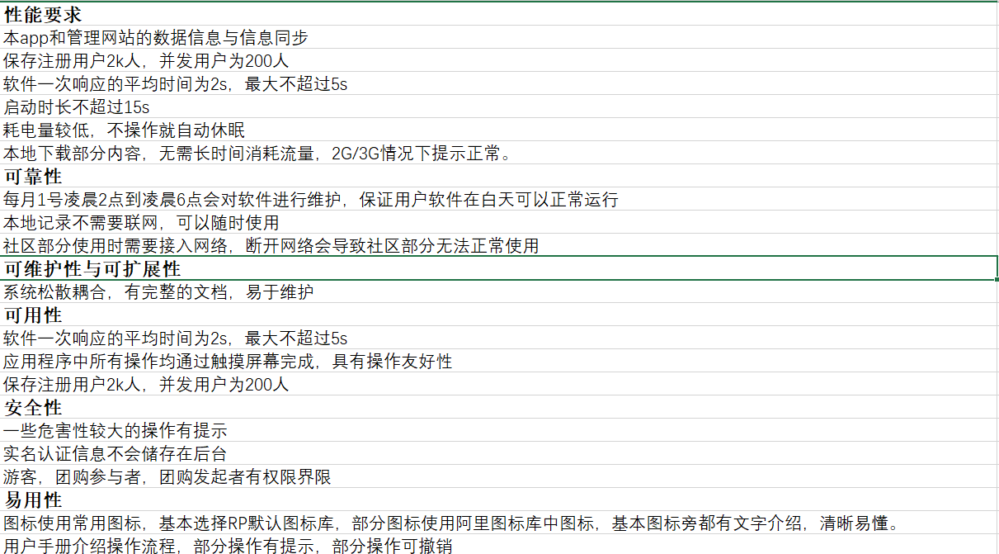 性能要求
本app和管理网站的数据信息与信息同步
保存注册用户2k人，并发用户为200人
软件一次响应的平均时间为2s，最大不超过5s
启动时长不超过15s
耗电量较低，不操作就自动休眠
本地下载部分内容，无需长时间消耗流量，2G/3G情况下提示正常。
可靠性
每月1号凌晨2点到凌晨6点会对软件进行维护，保证用户软件在白天可以正常运行
本地记录不需要联网，可以随时使用
社区部分使用时需要接入网络，断开网络会导致社区部分无法正常使用
可维护性与可扩展性
系统松散耦合，有完整的文档，易于维护
可用性
软件一次响应的平均时间为2s，最大不超过5s
应用程序中所有操作均通过触摸屏幕完成，具有操作友好性
保存注册用户2k人，并发用户为200人
安全性
一些危害性较大的操作有提示
实名认证信息不会储存在后台
游客，团购参与者，团购发起者有权限界限
易用性
图标使用常用图标，基本选择RP默认图标库，部分图标使用阿里图标库中图标，基本图标旁都有文字介绍，清晰易懂。
用户手册介绍操作流程，部分操作有提示，部分操作可撤销